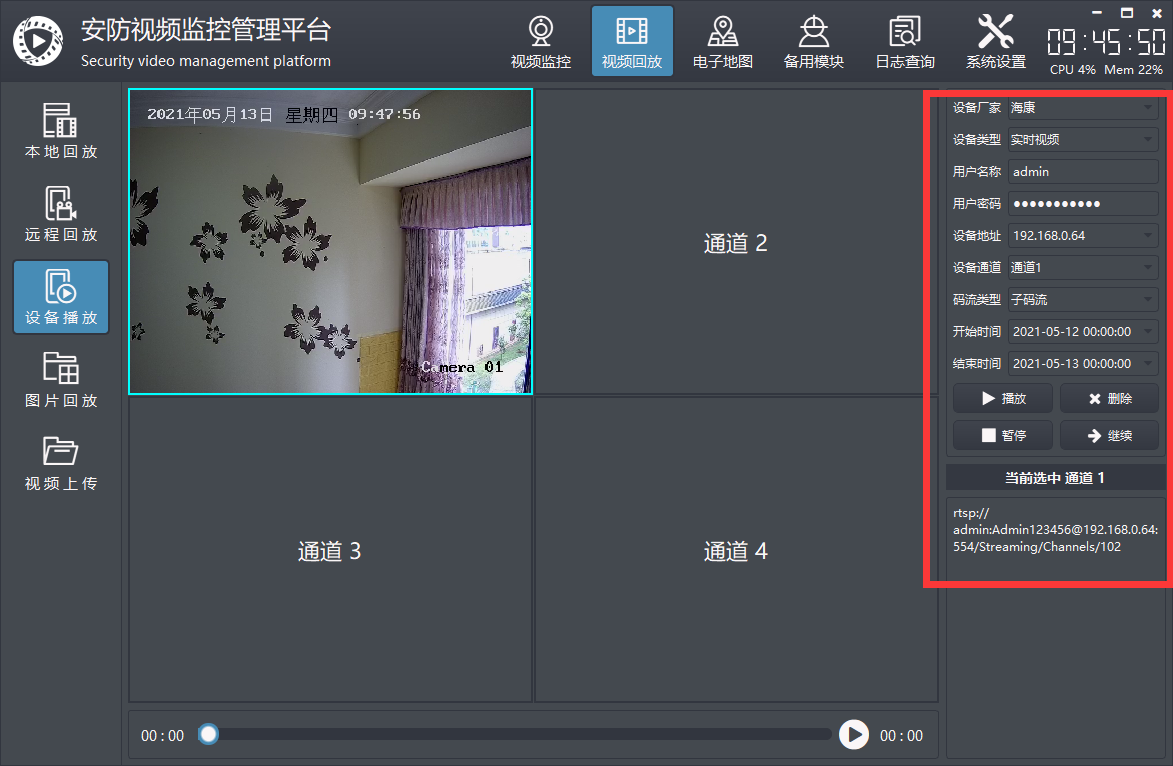 安防视频监控管理平台
Security video management platform
视频监控
视频回放
电子地图
备用模块
日志查询
系统设置
09:45:50
CPU 4% Mem 22%
本地回放
远程回放
设备播放
图片回放
视频上传
2021年05月13日 星期四 09:47:56
Camera 01
通道 2
通道 3
通道 4
00 : 00
00 : 00
设备厂家 海康
设备类型 实时视频
用户名称 admin
用户密码 ●●●●●●●●●●●
设备地址 192.168.0.64
设备通道 通道1
码流类型 子码流
开始时间 2021-05-12 00:00:00
结束时间 2021-05-13 00:00:00
播放 删除
暂停 继续
当前选中 通道 1
rtsp://
admin:Admin123456@192.168.0.64:
554/Streaming/Channels/102